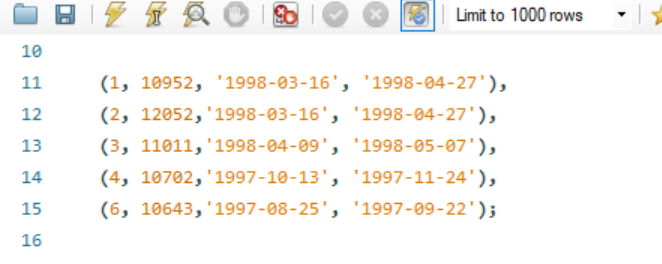 Limit to 1000 rows
10
11 (1, 10952, '1998-03-16', '1998-04-27'),
12 (2, 12052,'1998-03-16', '1998-04-27'),
13 (3, 11011,'1998-04-09', '1998-05-07'),
14 (4, 10702,'1997-10-13', '1997-11-24'),
15 (6, 10643,'1997-08-25', '1997-09-22');
16